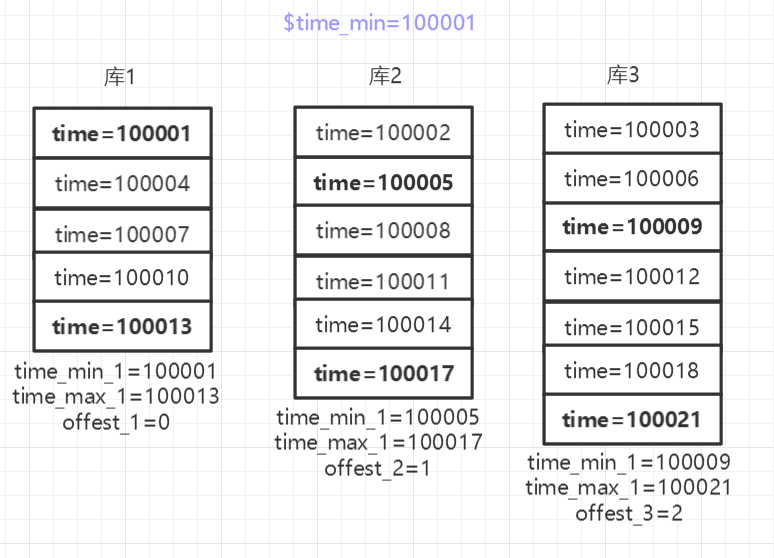 $time_min=100001
库1
time=100001
time=100004
time=100007
time=100010
time=100013
time_min_1=100001
time_max_1=100013
offest_1=0
库2
time=100002
time=100005
time=100008
time=100011
time=100014
time=100017
time_min_1=100005
time_max_1=100017
offest_2=1
库3
time=100003
time=100006
time=100009
time=100012
time=100015
time=100018
time=100021
time_min_1=100009
time_max_1=100021
offest_3=2